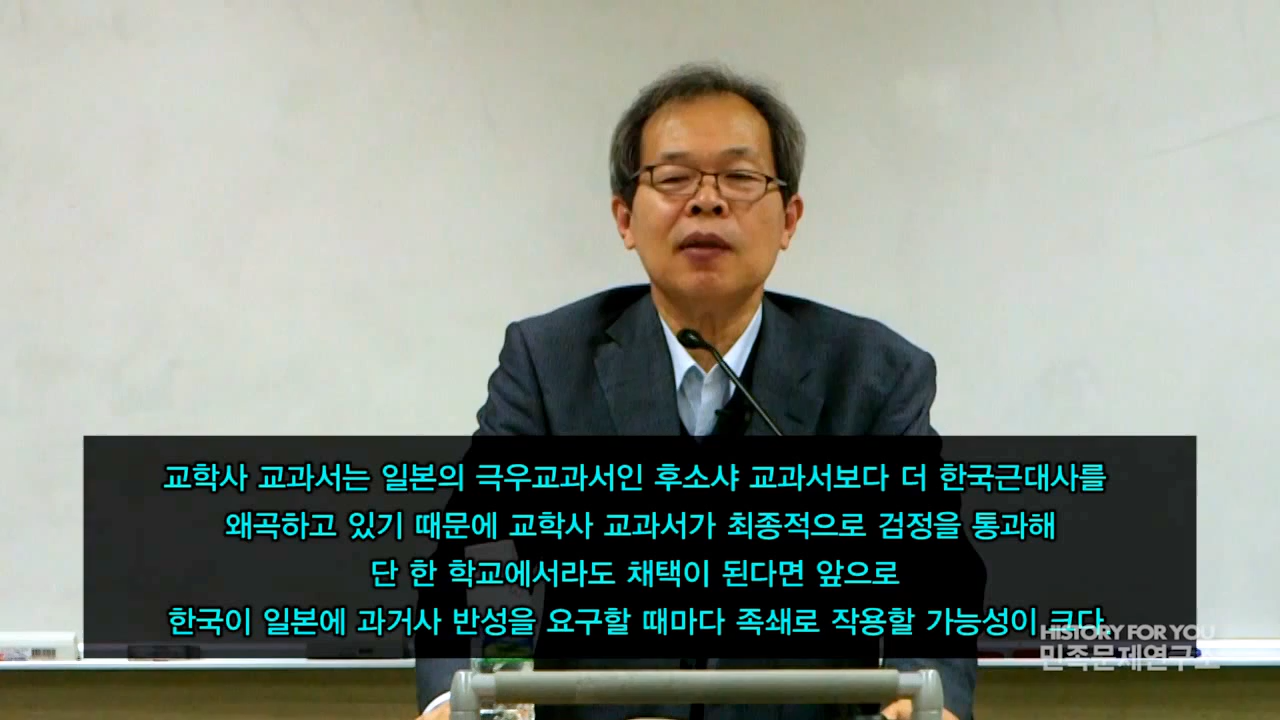 교학사 교과서는 일본의 극우교과서인 후소샤 교과서보다 더 한국근대사를
왜곡하고 있기 때문에 교학사 교과서가 최종적으로 검정을 통과해
단 한 학교에서라도 채택이 된다면 앞으로
한국이 일본에 과거사 반성을 요구할 때마다 족쇄로 작용할 가능성이 크다
HISTORY FOR YOU
민족문제연구소